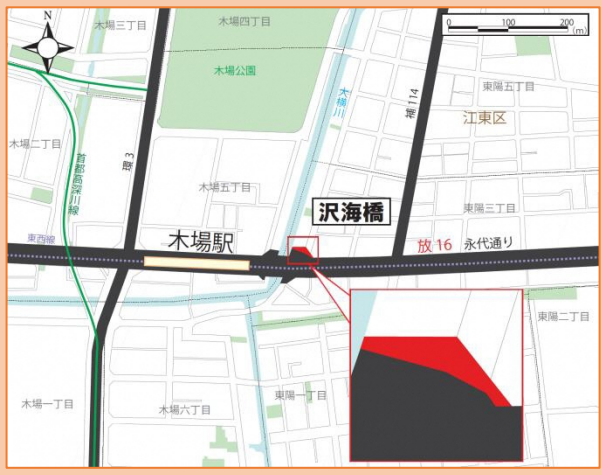 N
木場三丁目
木場四丁目
0 100 200
(m)
木場公園
東陽五丁目
大横川
補114
江東区
木場二丁目
首都高深川線
環3
木場五丁目
沢海橋
東陽三丁目
東西線
木場駅
放16 永代通り
東陽二丁目
東陽一丁目
木場一丁目
木場六丁目